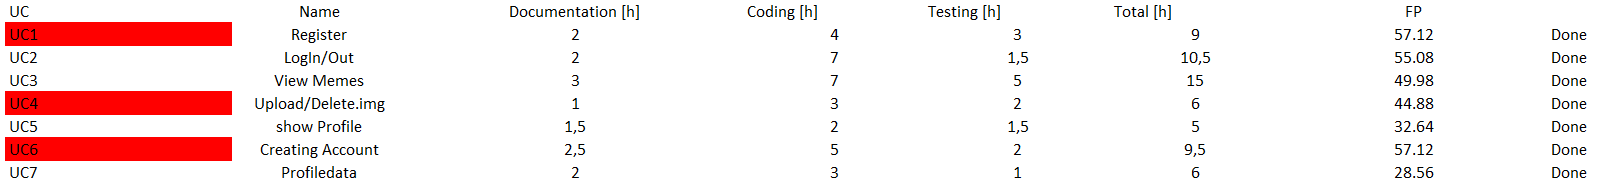 UC Name Documentation [h] Coding [h] Testing [h] Total [h] FP
UC1 Register 2 4 3 9 57.12 Done
UC2 LogIn/Out 2 7 1,5 10,5 55.08 Done
UC3 View Memes 3 7 5 15 49.98 Done
UC4 Upload/Delete.img 1 3 2 6 44.88 Done
UC5 show Profile 1,5 2 1,5 5 32.64 Done
UC6 Creating Account 2,5 5 2 9,5 57.12 Done
UC7 Profiledata 2 3 1 6 28.56 Done